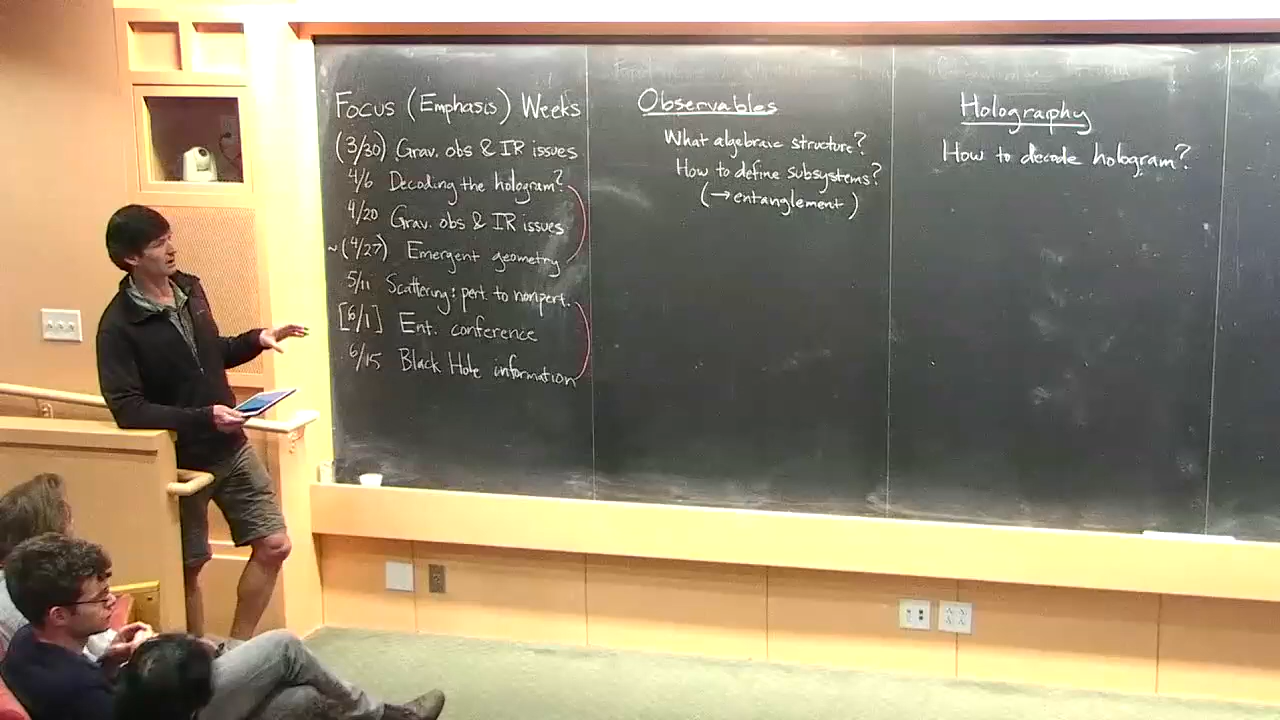 Focus (Emphasis) Weeks
(3/30) Grav. obs & IR issues
4/6 Decoding the hologram?
4/20 Grav. obs & IR issues
~(4/27) Emergent geometry
5/11 Scattering: pert. to nonpert.
[6/1] Ent. conference
6/15 Black Hole information
Observables
What algebraic structure?
How to define subsystems?
(→entanglement)
Holography
How to decode hologram?